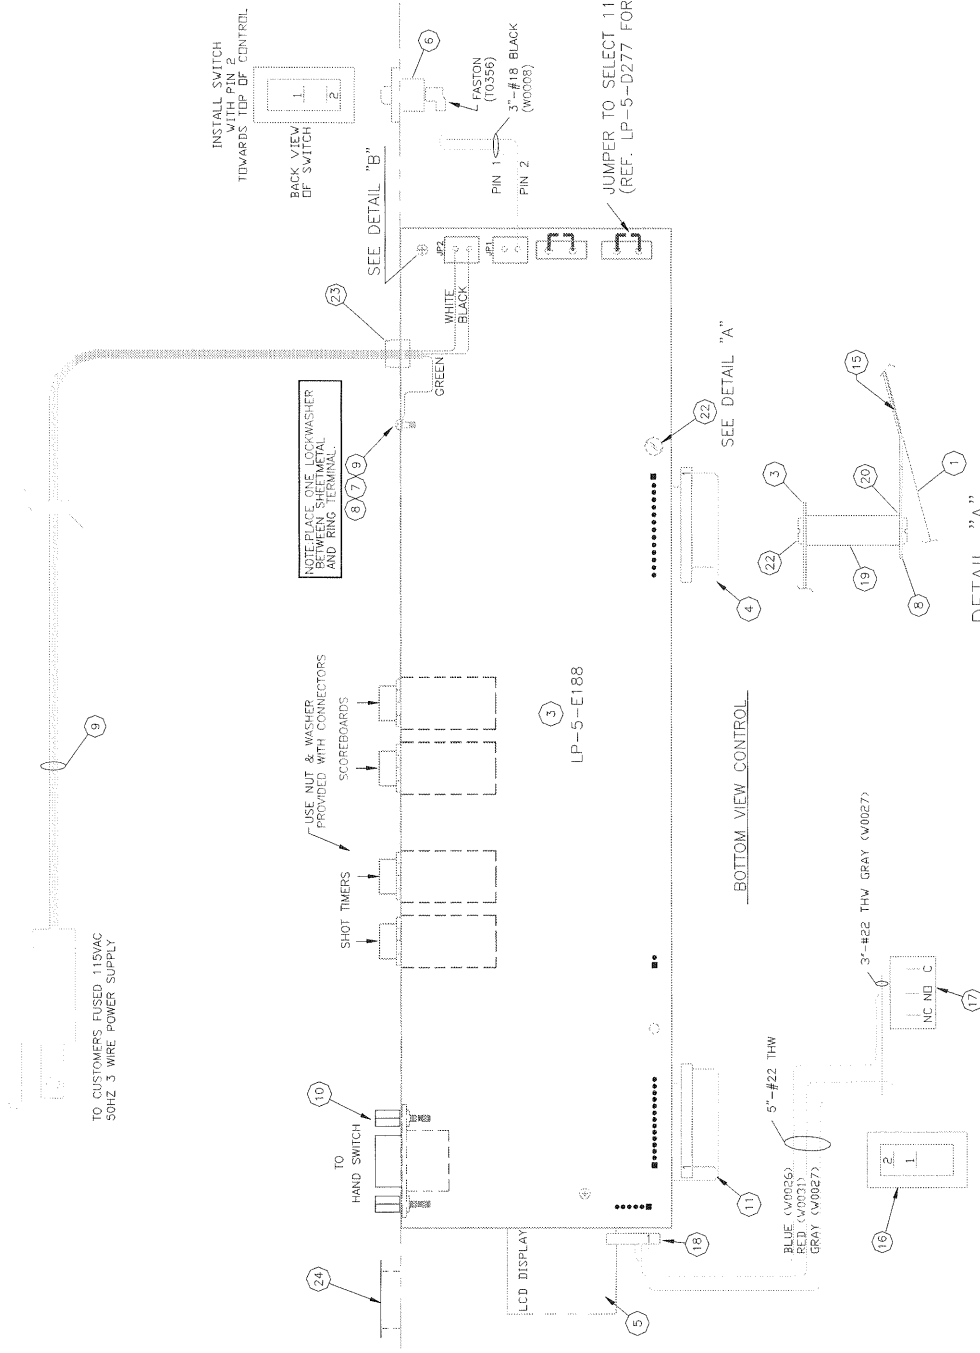 INSTALL SWITCH
WITH PIN 2
TOWARDS TOP OF CONTROL
1
2
BACK VIEW
OF SWITCH
SEE DETAIL "B"
6
FASTON
(T0356)
3"-#18 BLACK
(W0008)
PIN 1
PIN 2
JUMPER TO SELECT 11
(REF. LP-5-D277 FOR
JP2
JP1
WHITE
BLACK
GREEN
23
NOTE:PLACE ONE LOCKWASHER
BETWEEN SHEETMETAL
AND RING TERMINAL.
8 7 9
22
SEE DETAIL "A"
4
22
3
15
19
20
1
8
DETAIL "A"
9
TO CUSTOMERS FUSED 115VAC
50HZ 3 WIRE POWER SUPPLY
USE NUT & WASHER
PROVIDED WITH CONNECTORS
SCOREBOARDS
SHOT TIMERS
3
LP-5-E188
BOTTOM VIEW CONTROL
10
TO
HAND SWITCH
24
LCD DISPLAY
5
18
11
5"-#22 THW
BLUE (W0026)
RED (W0031)
GRAY (W0027)
3"-#22 THW GRAY (W0027)
NC NO C
17
2
1
16